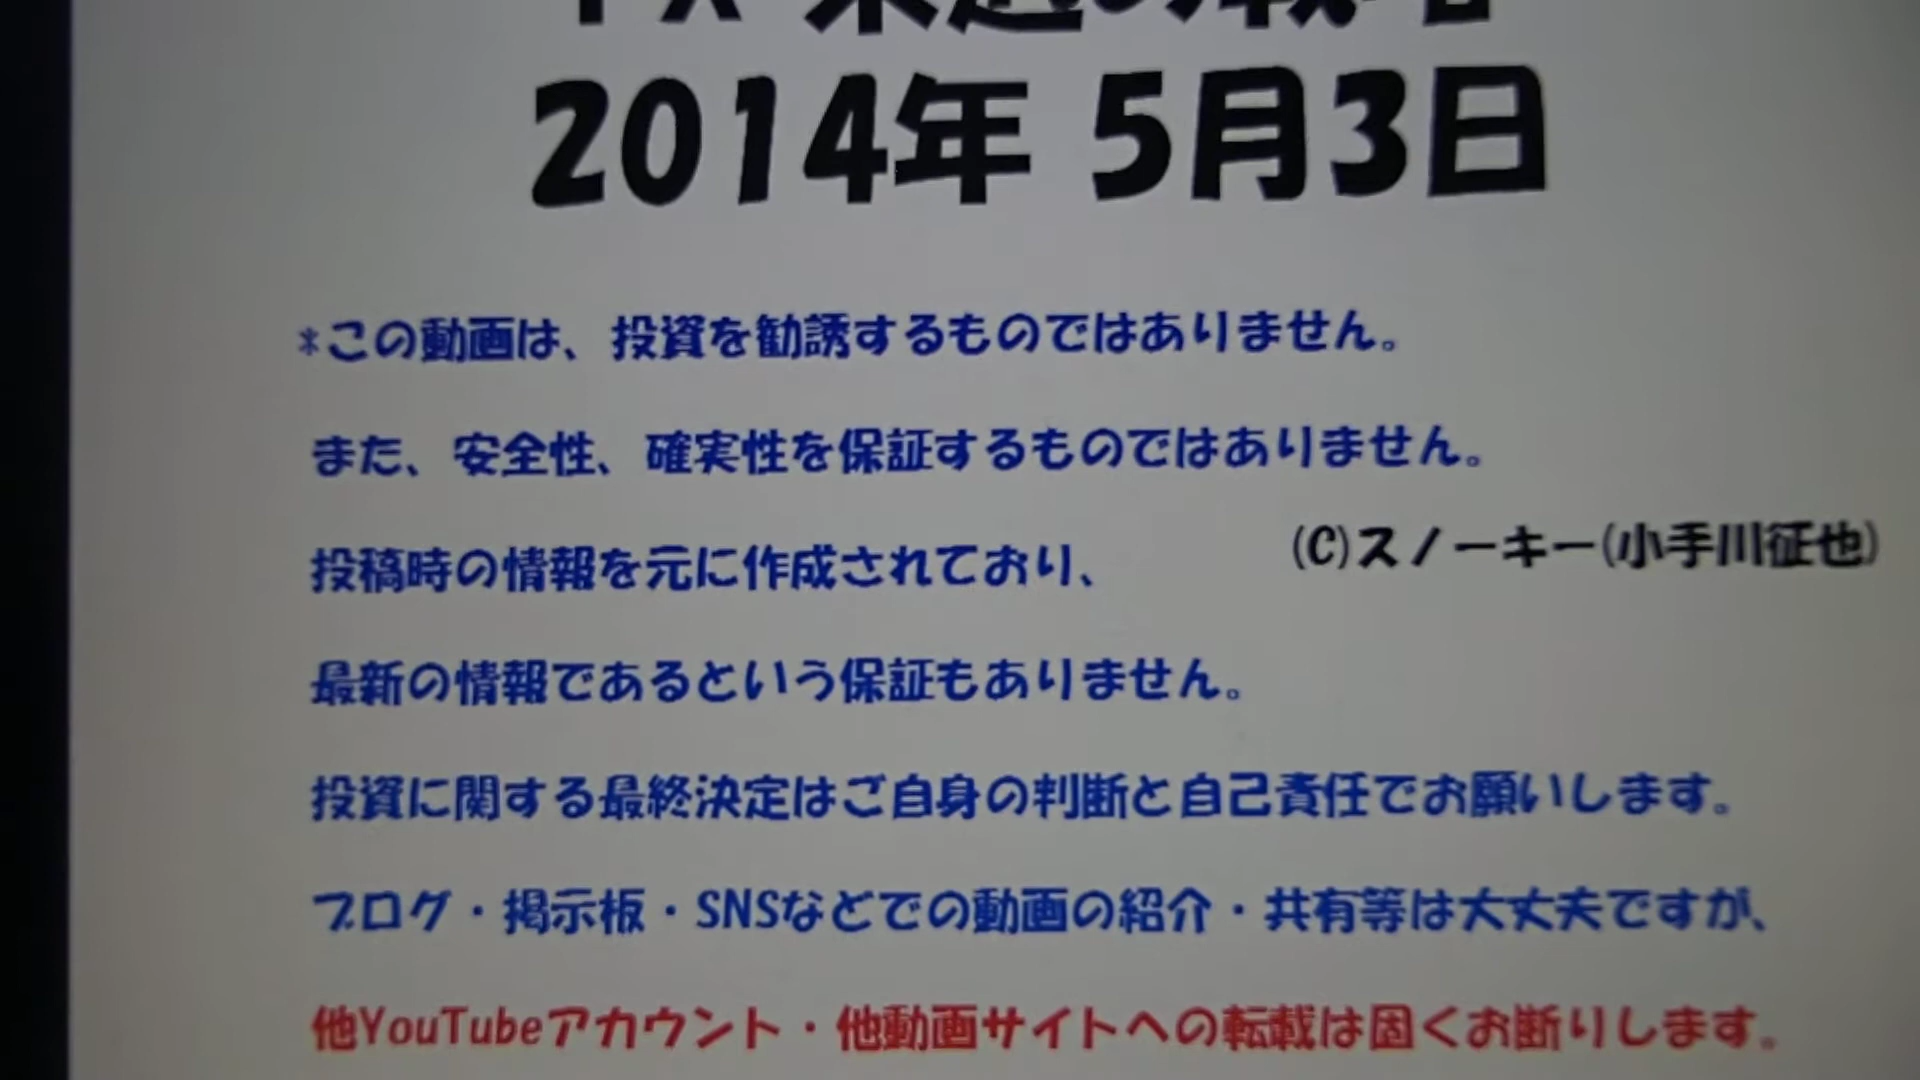 2014年 5月3日
*この動画は、投資を勧誘するものではありません。
また、安全性、確実性を保証するものではありません。
投稿時の情報を元に作成されており、
(C)スノーキー(小手川征也)
最新の情報であるという保証もありません。
投資に関する最終決定はご自身の判断と自己責任でお願いします。
ブログ・掲示板・SNSなどでの動画の紹介・共有等は大丈夫ですが、
他YouTubeアカウント・他動画サイトへの転載は固くお断りします。